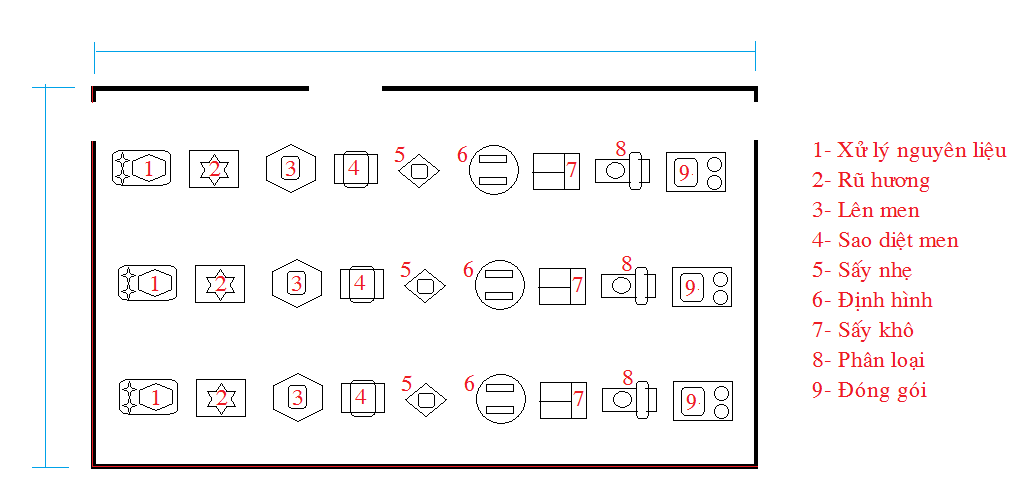 5 6 8
1 2 3 4 7 9
5 6 8
1 2 3 4 7 9
5 6 8
1 2 3 4 7 9
1- Xử lý nguyên liệu
2- Rũ hương
3- Lên men
4- Sao diệt men
5- Sấy nhẹ
6- Định hình
7- Sấy khô
8- Phân loại
9- Đóng gói